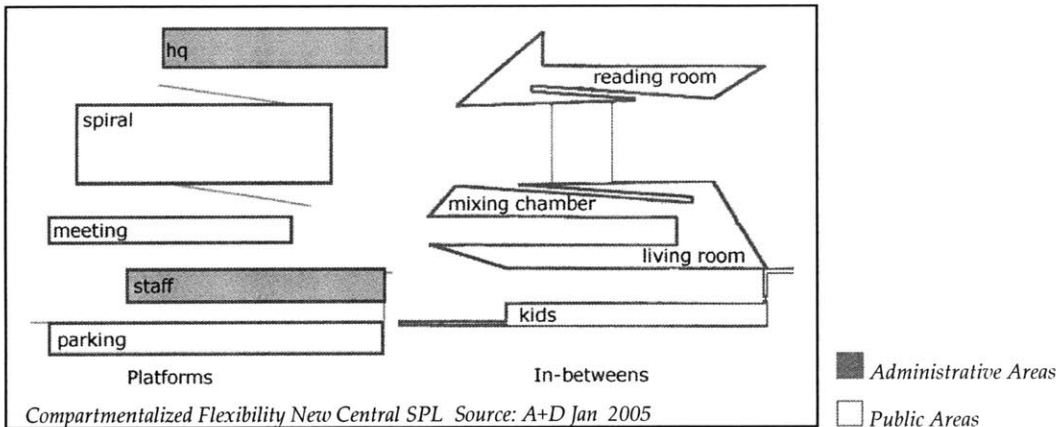 hq
spiral
meeting
staff
parking
Platforms
reading room
mixing chamber
living room
kids
In-betweens
Compartmentalized Flexibility New Central SPL Source: A+D Jan 2005
Administrative Areas
Public Areas